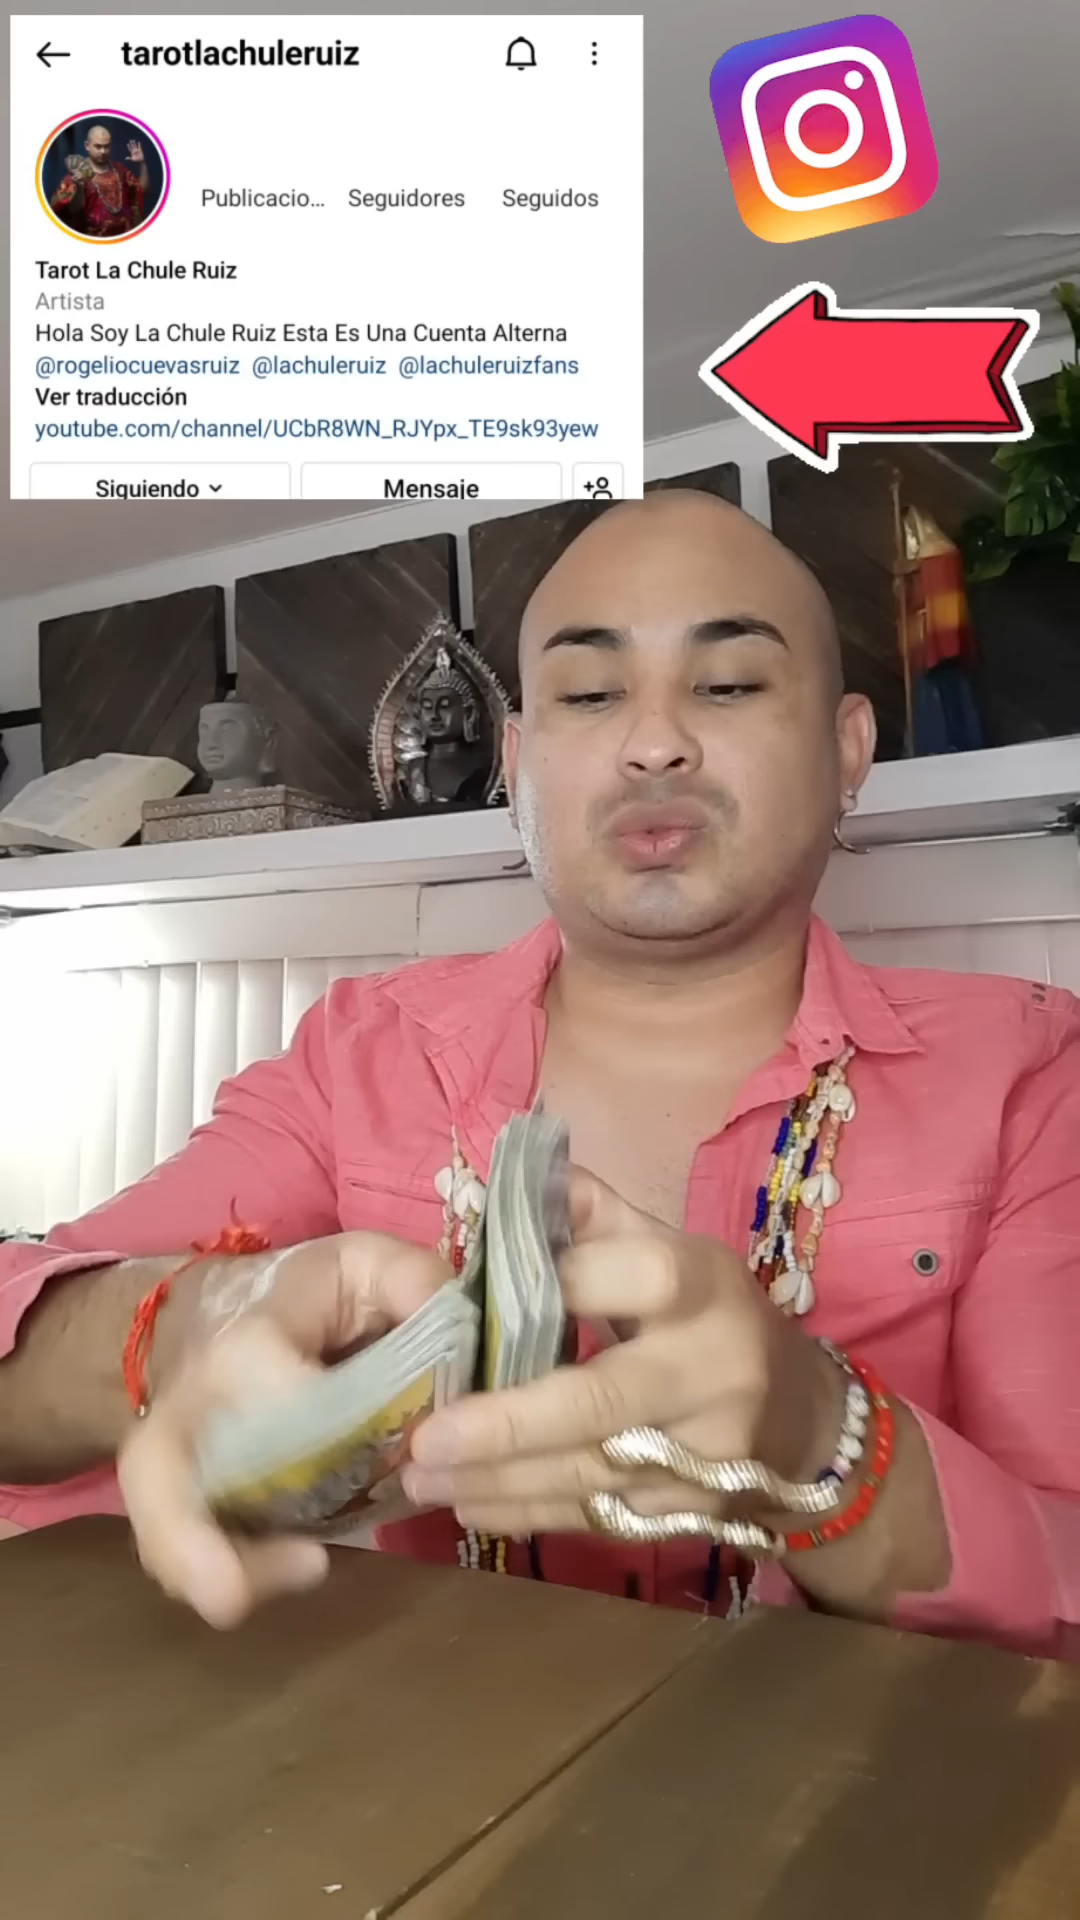 tarotlachuleruiz
Publicacio... Seguidores Seguidos
Tarot La Chule Ruiz
Artista
Hola Soy La Chule Ruiz Esta Es Una Cuenta Alterna
@rogeliocuevasruiz @lachuleruiz @lachuleruizfans
Ver traducción
youtube.com/channel/UCbR8WN_RJYpx_TE9sk93yew
Siguiendo Mensaje